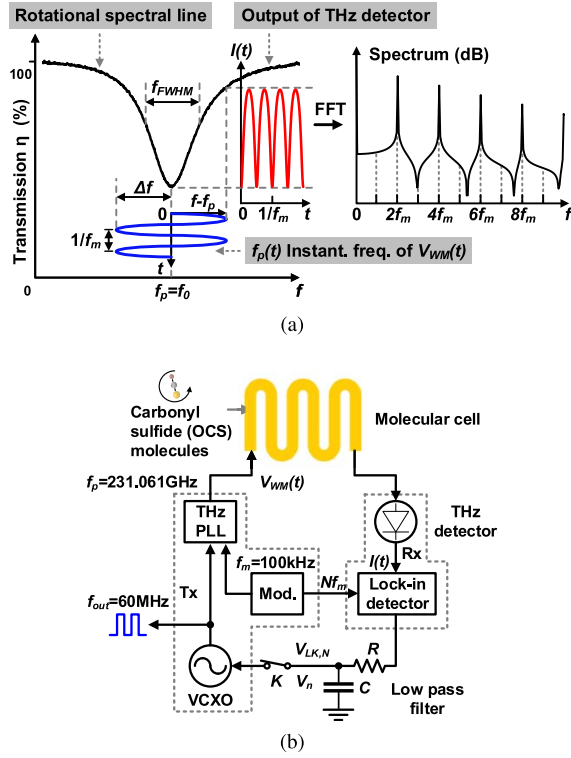 Rotational spectral line
Output of THz detector
I(t)
100
f_FWHM
Transmission η (%)
Δf
0
f-f_p
1/f_m
t
f_p=f_0
0
f
0
1/f_m
t
FFT
Spectrum (dB)
0
2f_m
4f_m
6f_m
8f_m
f
f_p(t) Instant. freq. of V_WM(t)
(a)
Carbonyl
sulfide (OCS)
molecules
Molecular cell
f_p=231.061GHz
V_WM(t)
THz
PLL
THz
detector
f_m=100kHz
I(t)
Rx
Tx
Mod.
Nf_m
Lock-in
detector
f_out=60MHz
V_LK,N
R
VCXO
K
V_n
C
Low pass
filter
(b)